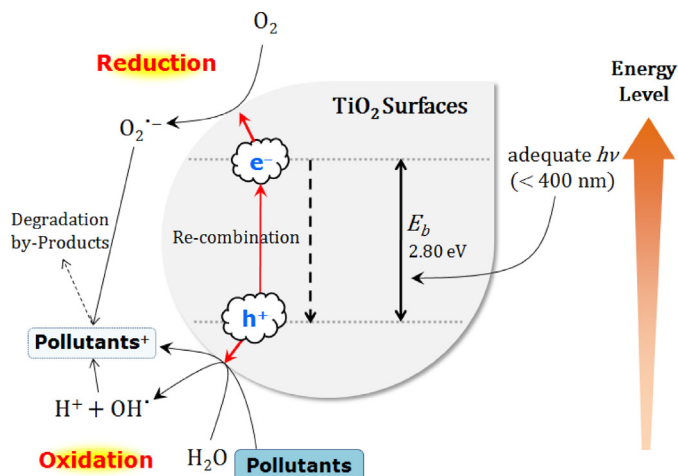 O₂
Reduction
Energy
Level
TiO₂ Surfaces
O₂˙⁻
e⁻
adequate hν
(< 400 nm)
Degradation
by-Products
Re-combination
E_b
2.80 eV
h⁺
Pollutants⁺
H⁺ + OH˙
Oxidation
H₂O
Pollutants